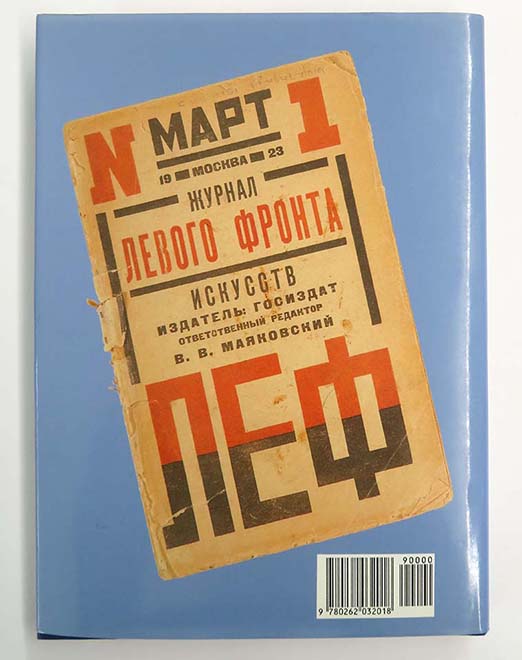 N МАРТ 1
19 МОСКВА 23
ЖУРНАЛ
ЛЕВОГО ФРОНТА
ИСКУССТВ
ИЗДАТЕЛЬ: ГОСИЗДАТ
ОТВЕТСТВЕННЫЙ РЕДАКТОР
В. В. МАЯКОВСКИЙ
ЛЕФ
90000
9 780262 032018